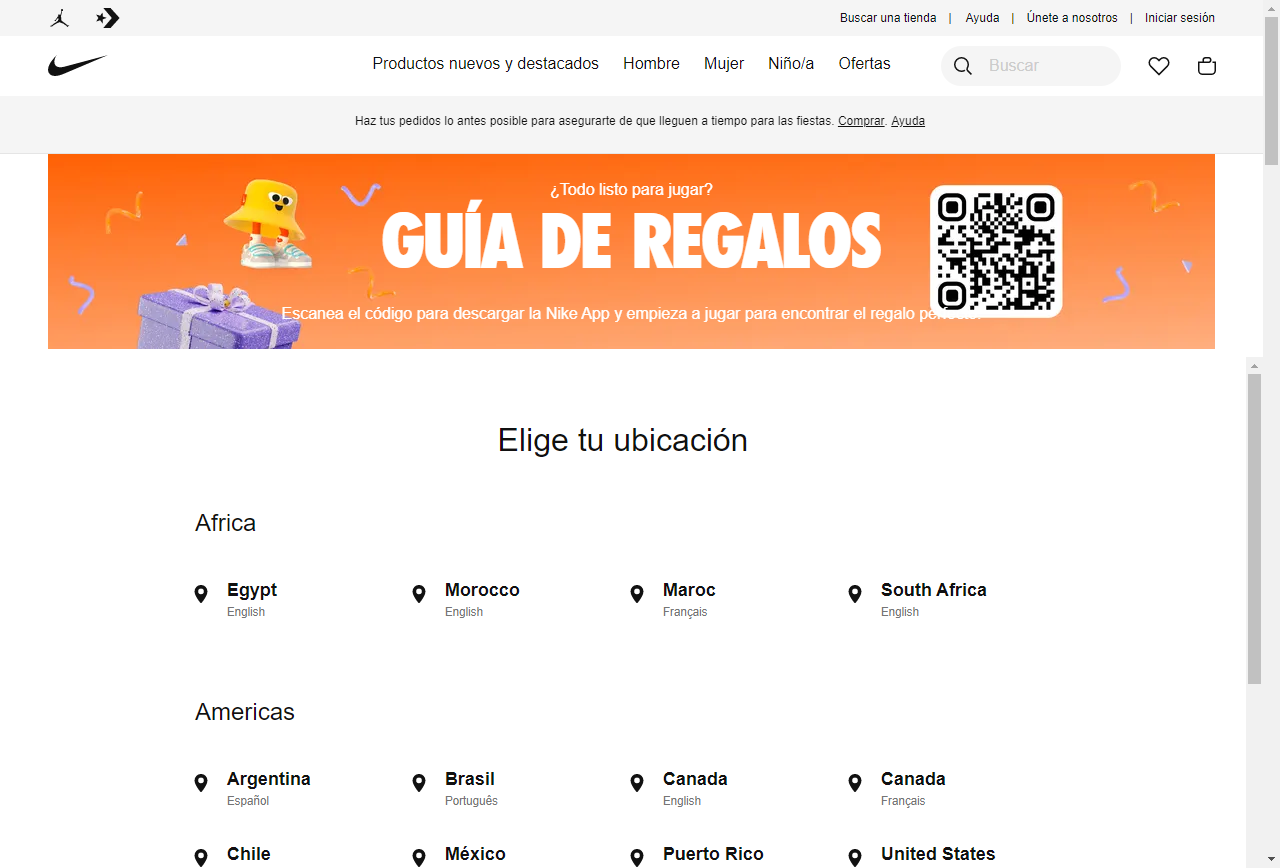 Buscar una tienda | Ayuda | Únete a nosotros | Iniciar sesión
Productos nuevos y destacados Hombre Mujer Niño/a Ofertas Buscar
Haz tus pedidos lo antes posible para asegurarte de que lleguen a tiempo para las fiestas. Comprar. Ayuda
¿Todo listo para jugar?
GUÍA DE REGALOS
Escanea el código para descargar la Nike App y empieza a jugar para encontrar el regalo
Elige tu ubicación
Africa
Egypt Morocco Maroc South Africa
English English Français English
Americas
Argentina Brasil Canada Canada
Español Português English Français
Chile México Puerto Rico United States